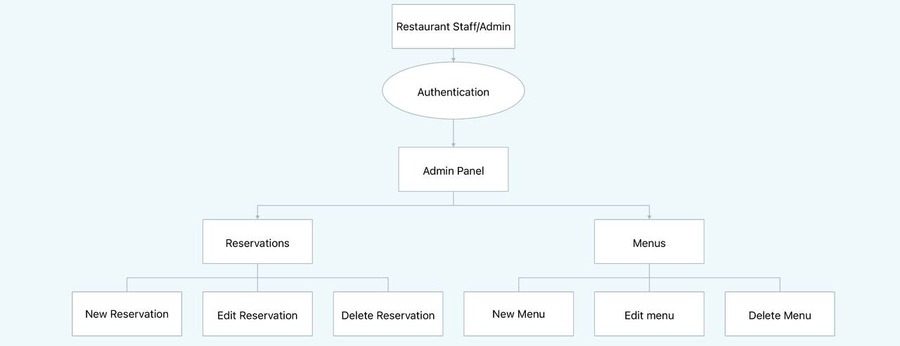 Restaurant Staff/Admin
Authentication
Admin Panel
Reservations
Menus
New Reservation
Edit Reservation
Delete Reservation
New Menu
Edit menu
Delete Menu